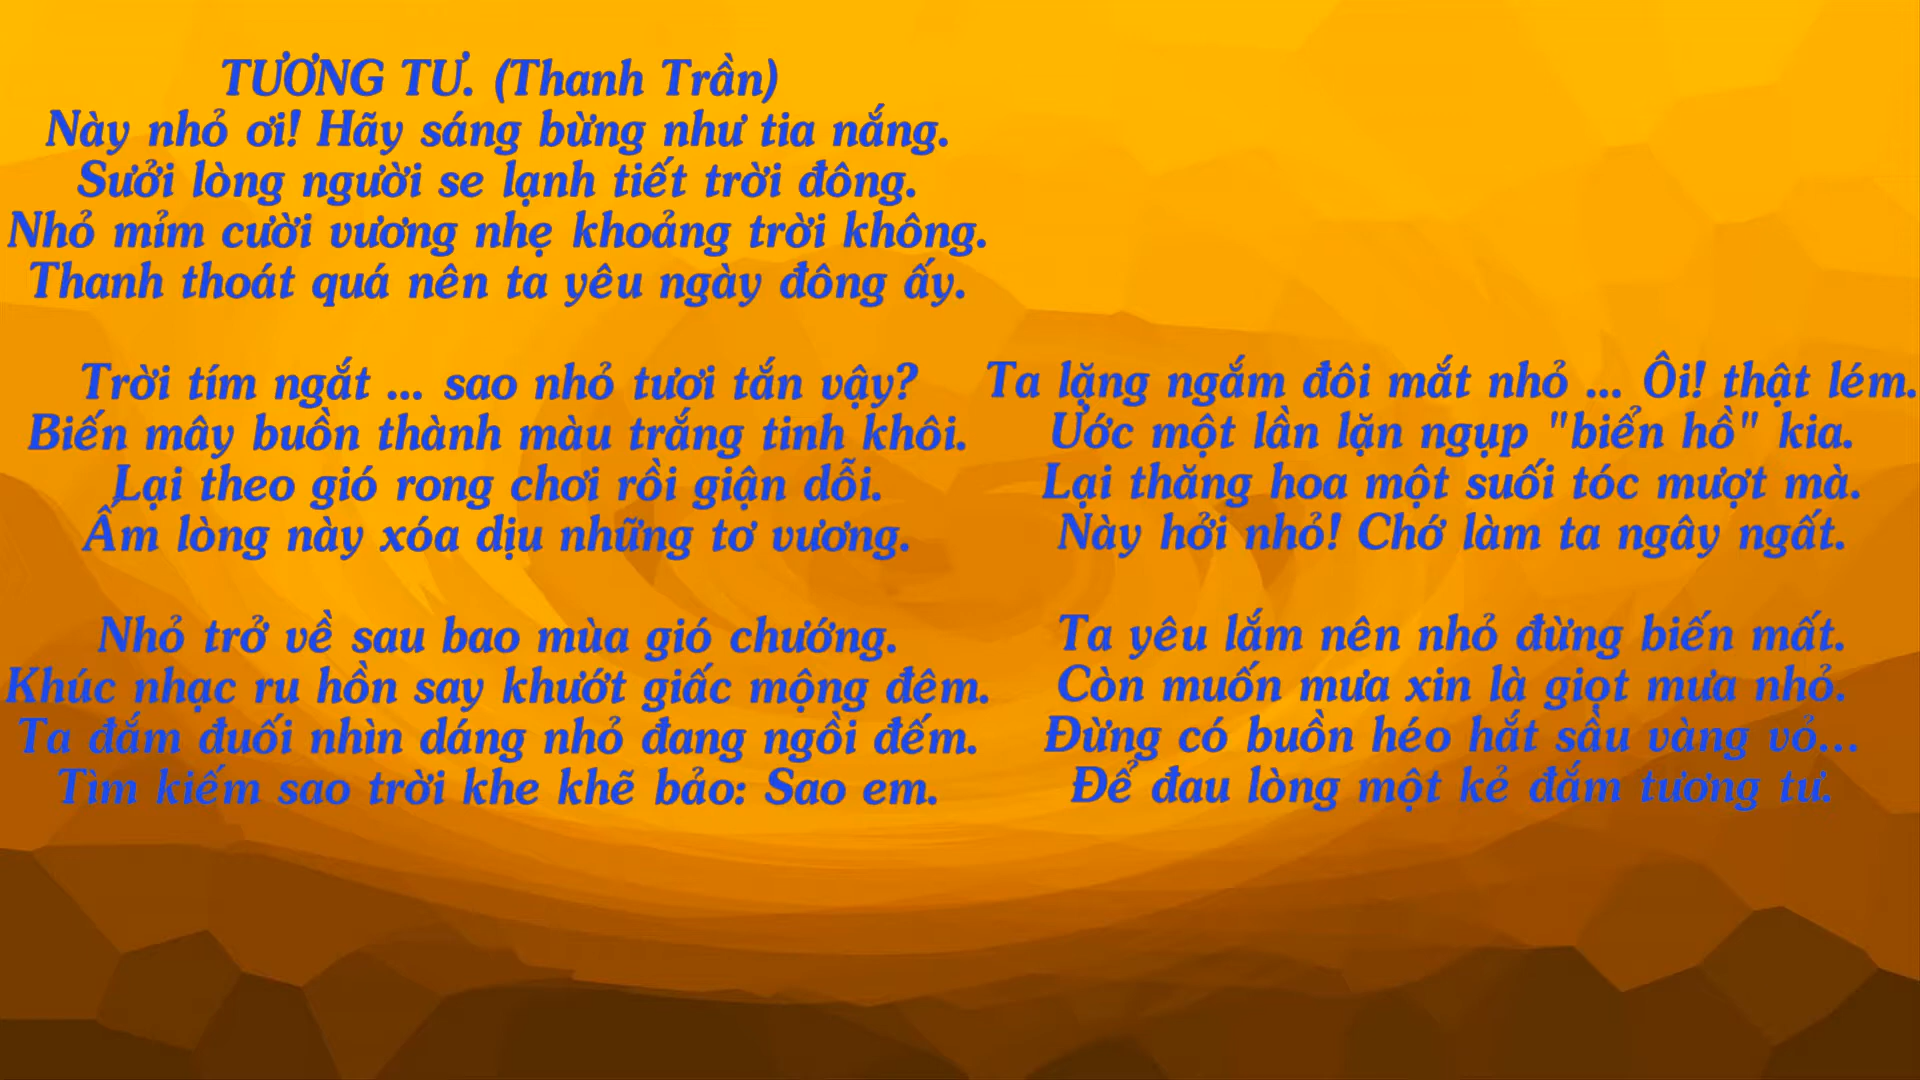 TƯƠNG TƯ. (Thanh Trần)
Này nhỏ ơi! Hãy sáng bừng như tia nắng.
Sưởi lòng người se lạnh tiết trời đông.
Nhỏ mỉm cười vương nhẹ khoảng trời không.
Thanh thoát quá nên ta yêu ngày đông ấy.
Trời tím ngắt ... sao nhỏ tươi tắn vậy?
Biến mây buồn thành màu trắng tinh khôi.
Lại theo gió rong chơi rồi giận dỗi.
Ấm lòng này xóa dịu những tơ vương.
Nhỏ trở về sau bao mùa gió chướng.
Khúc nhạc ru hồn say khướt giấc mộng đêm.
Ta đắm đuối nhìn dáng nhỏ đang ngồi đếm.
Tìm kiếm sao trời khe khẽ bảo: Sao em.
Ta lặng ngắm đôi mắt nhỏ ... Ôi! thật lém.
Ước một lần lặn ngụp "biển hồ" kia.
Lại thăng hoa một suối tóc mượt mà.
Này hởi nhỏ! Chớ làm ta ngây ngất.
Ta yêu lắm nên nhỏ đừng biến mất.
Còn muốn mưa xin là giọt mưa nhỏ.
Đừng có buồn héo hắt sầu vàng vỏ...
Để đau lòng một kẻ đắm tương tư.